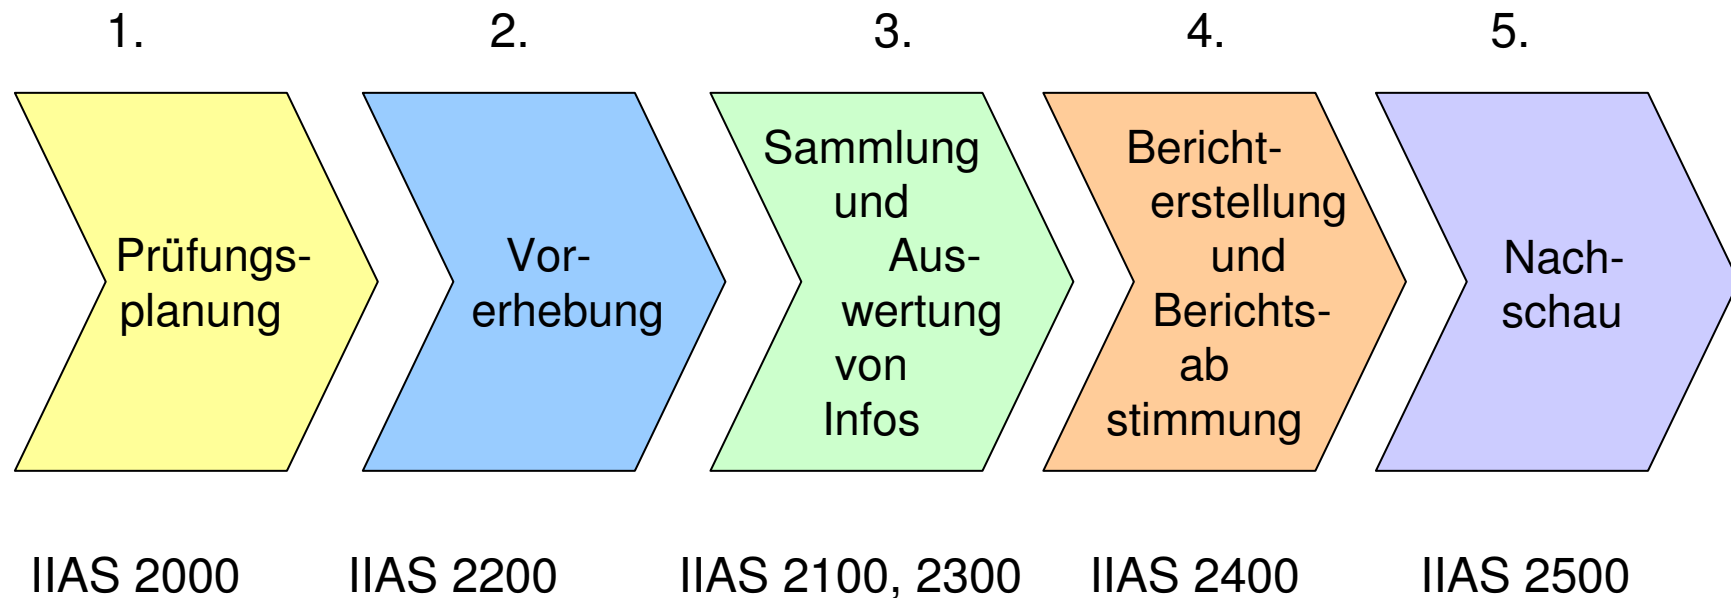 1.
2.
3.
4.
5.
Prüfungs-
planung
Vor-
erhebung
Sammlung
und
Aus-
wertung
von
Infos
Bericht-
erstellung
und
Berichts-
ab
stimmung
Nach-
schau
IIAS 2000
IIAS 2200
IIAS 2100, 2300
IIAS 2400
IIAS 2500